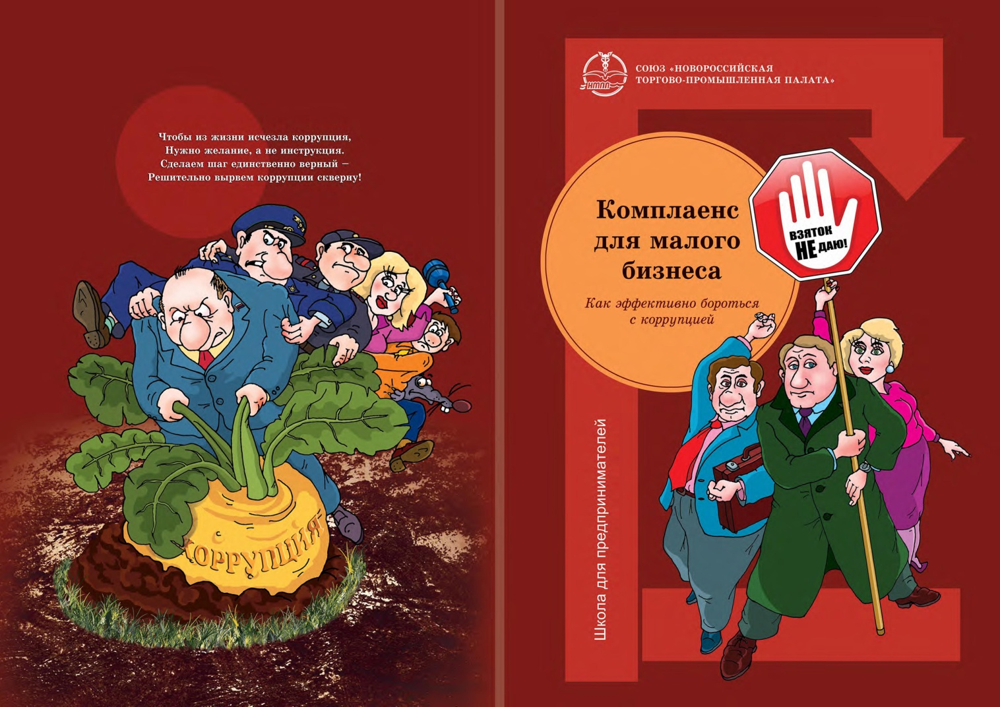 Чтобы из жизни исчезла коррупция,
Нужно желание, а не инструкция.
Сделаем шаг единственно верный –
Решительно вырвем коррупции скверну!
КОРРУПЦИЯ
НТПП
СОЮЗ «НОВОРОССИЙСКАЯ
ТОРГОВО-ПРОМЫШЛЕННАЯ ПАЛАТА»
Комплаенс
для малого
бизнеса
Как эффективно бороться
с коррупцией
ВЗЯТОК
НЕ ДАЮ!
Школа для предпринимателей